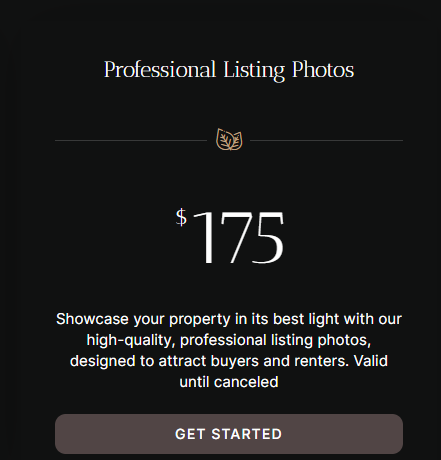 Professional Listing Photos
$175
Showcase your property in its best light with our
high-quality, professional listing photos,
designed to attract buyers and renters. Valid
until canceled
GET STARTED